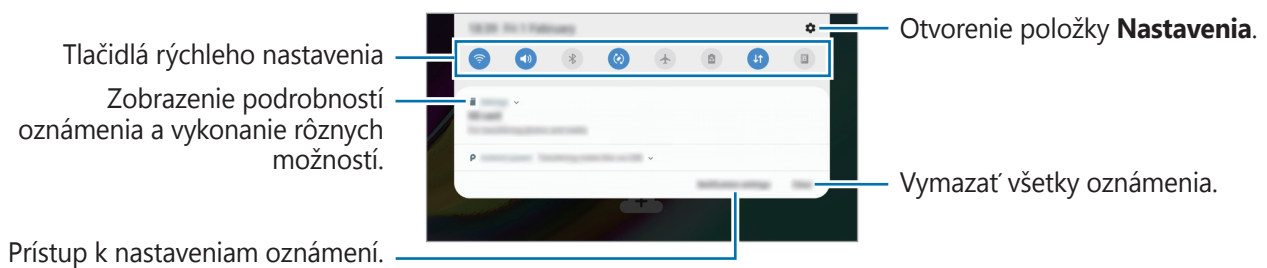 Otvorenie položky Nastavenia.
Tlačidlá rýchleho nastavenia
Zobrazenie podrobností
oznámenia a vykonanie rôznych
možností.
Vymazať všetky oznámenia.
Prístup k nastaveniam oznámení.